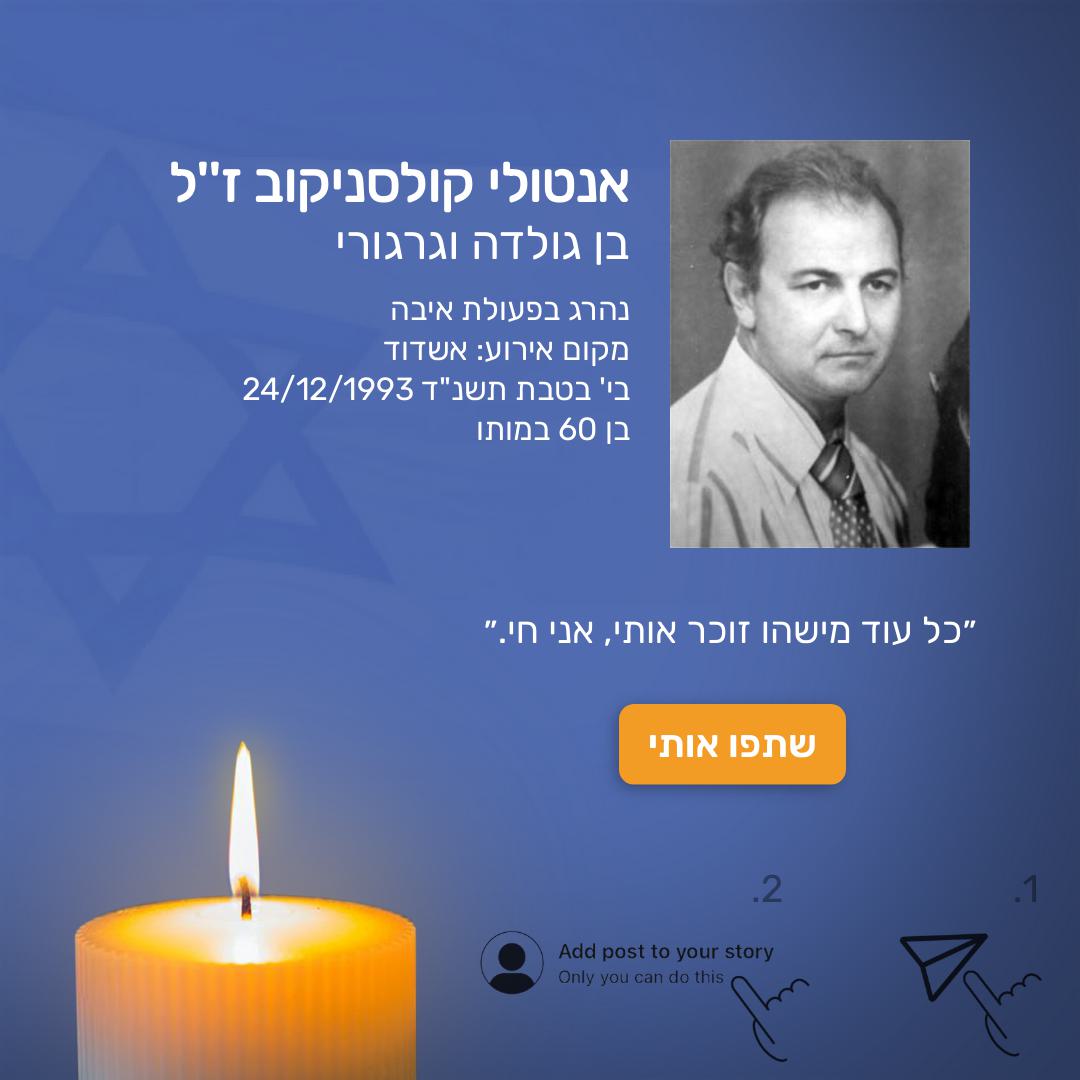 אנטולי קולסניקוב ז"ל
בן גולדה וגרגורי
נהרג בפעולת איבה
מקום אירוע: אשדוד
בי' בטבת תשנ"ד 24/12/1993
בן 60 במותו
״כל עוד מישהו זוכר אותי, אני חי.״
שתפו אותי
1.
2.
Add post to your story
Only you can do this